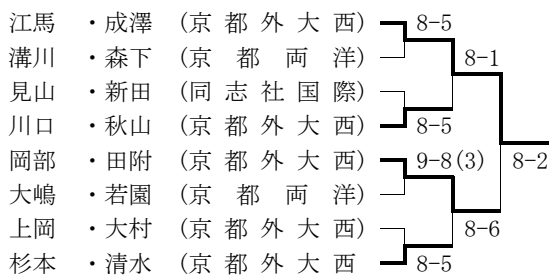 江馬 ・成澤 (京都外大西) 8-5
溝川 ・森下 (京都両洋) 8-1
見山 ・新田 (同志社国際)
川口 ・秋山 (京都外大西) 8-5
岡部 ・田附 (京都外大西) 9-8(3) 8-2
大嶋 ・若園 (京都両洋)
上岡 ・大村 (京都外大西) 8-6
杉本 ・清水 (京都外大西 8-5